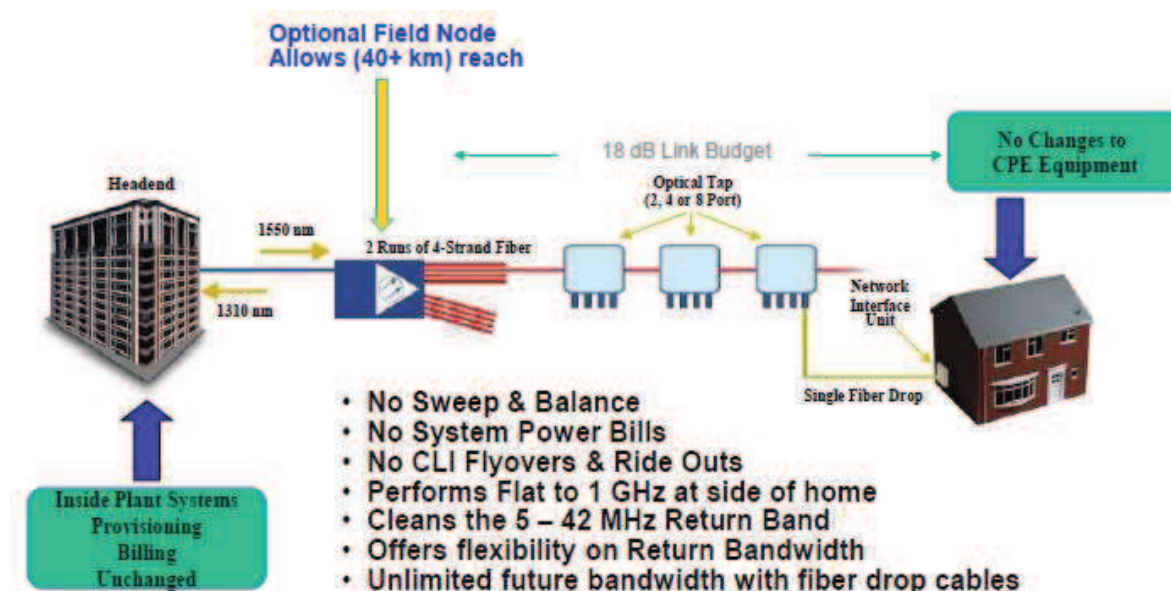 Optional Field Node
Allows (40+ km) reach
No Changes to
CPE Equipment
18 dB Link Budget
Optical Tap
(2, 4 or 8 Port)
Headend
1550 nm
2 Runs of 4-Strand Fiber
1310 nm
Network
Interface
Unit
Single Fiber Drop
• No Sweep & Balance
• No System Power Bills
• No CLI Flyovers & Ride Outs
• Performs Flat to 1 GHz at side of home
• Cleans the 5 – 42 MHz Return Band
• Offers flexibility on Return Bandwidth
• Unlimited future bandwidth with fiber drop cables
Inside Plant Systems
Provisioning
Billing
Unchanged